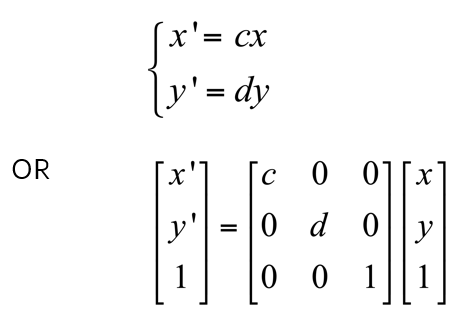 x' = cx
y' = dy
OR
[x'] = [c 0 0] [x]
[y'] = [0 d 0] [y]
[1] = [0 0 1] [1]